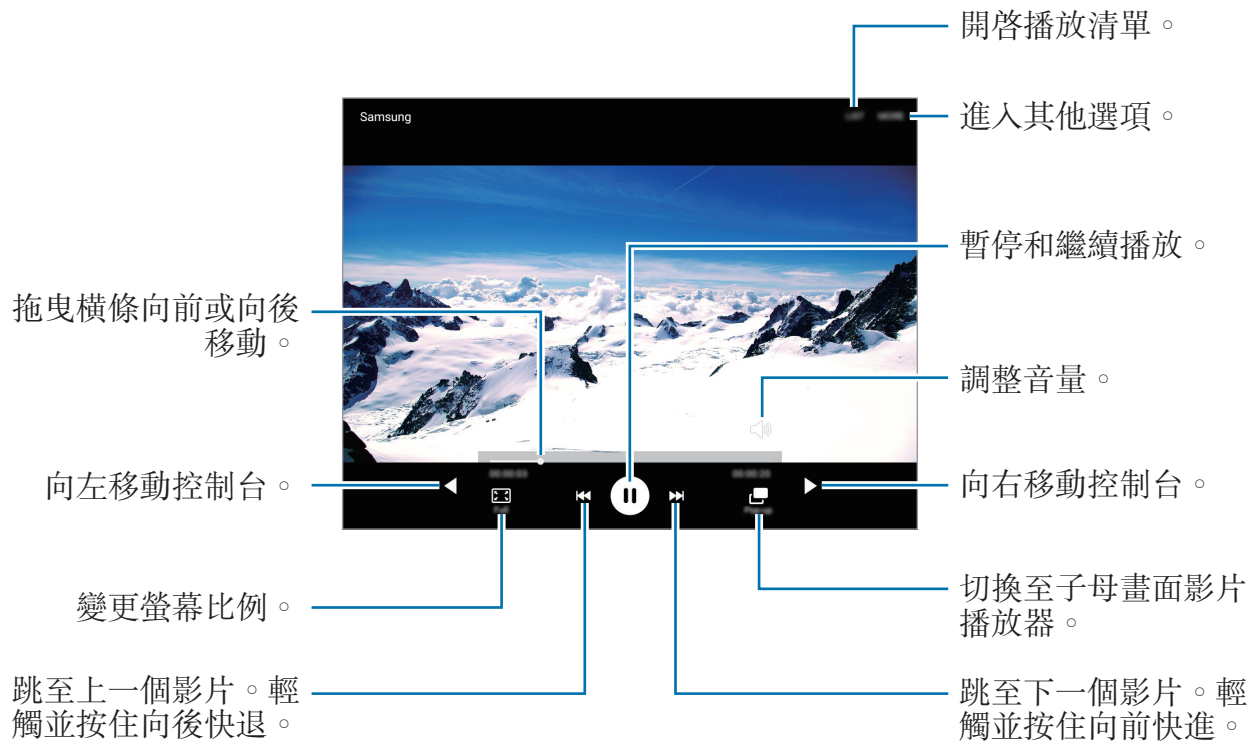 開啓播放清單。
Samsung
進入其他選項。
暫停和繼續播放。
拖曳橫條向前或向後
移動。
調整音量。
向左移動控制台。
向右移動控制台。
變更螢幕比例。
切換至子母畫面影片
播放器。
跳至上一個影片。輕
觸並按住向後快退。
跳至下一個影片。輕
觸並按住向前快進。